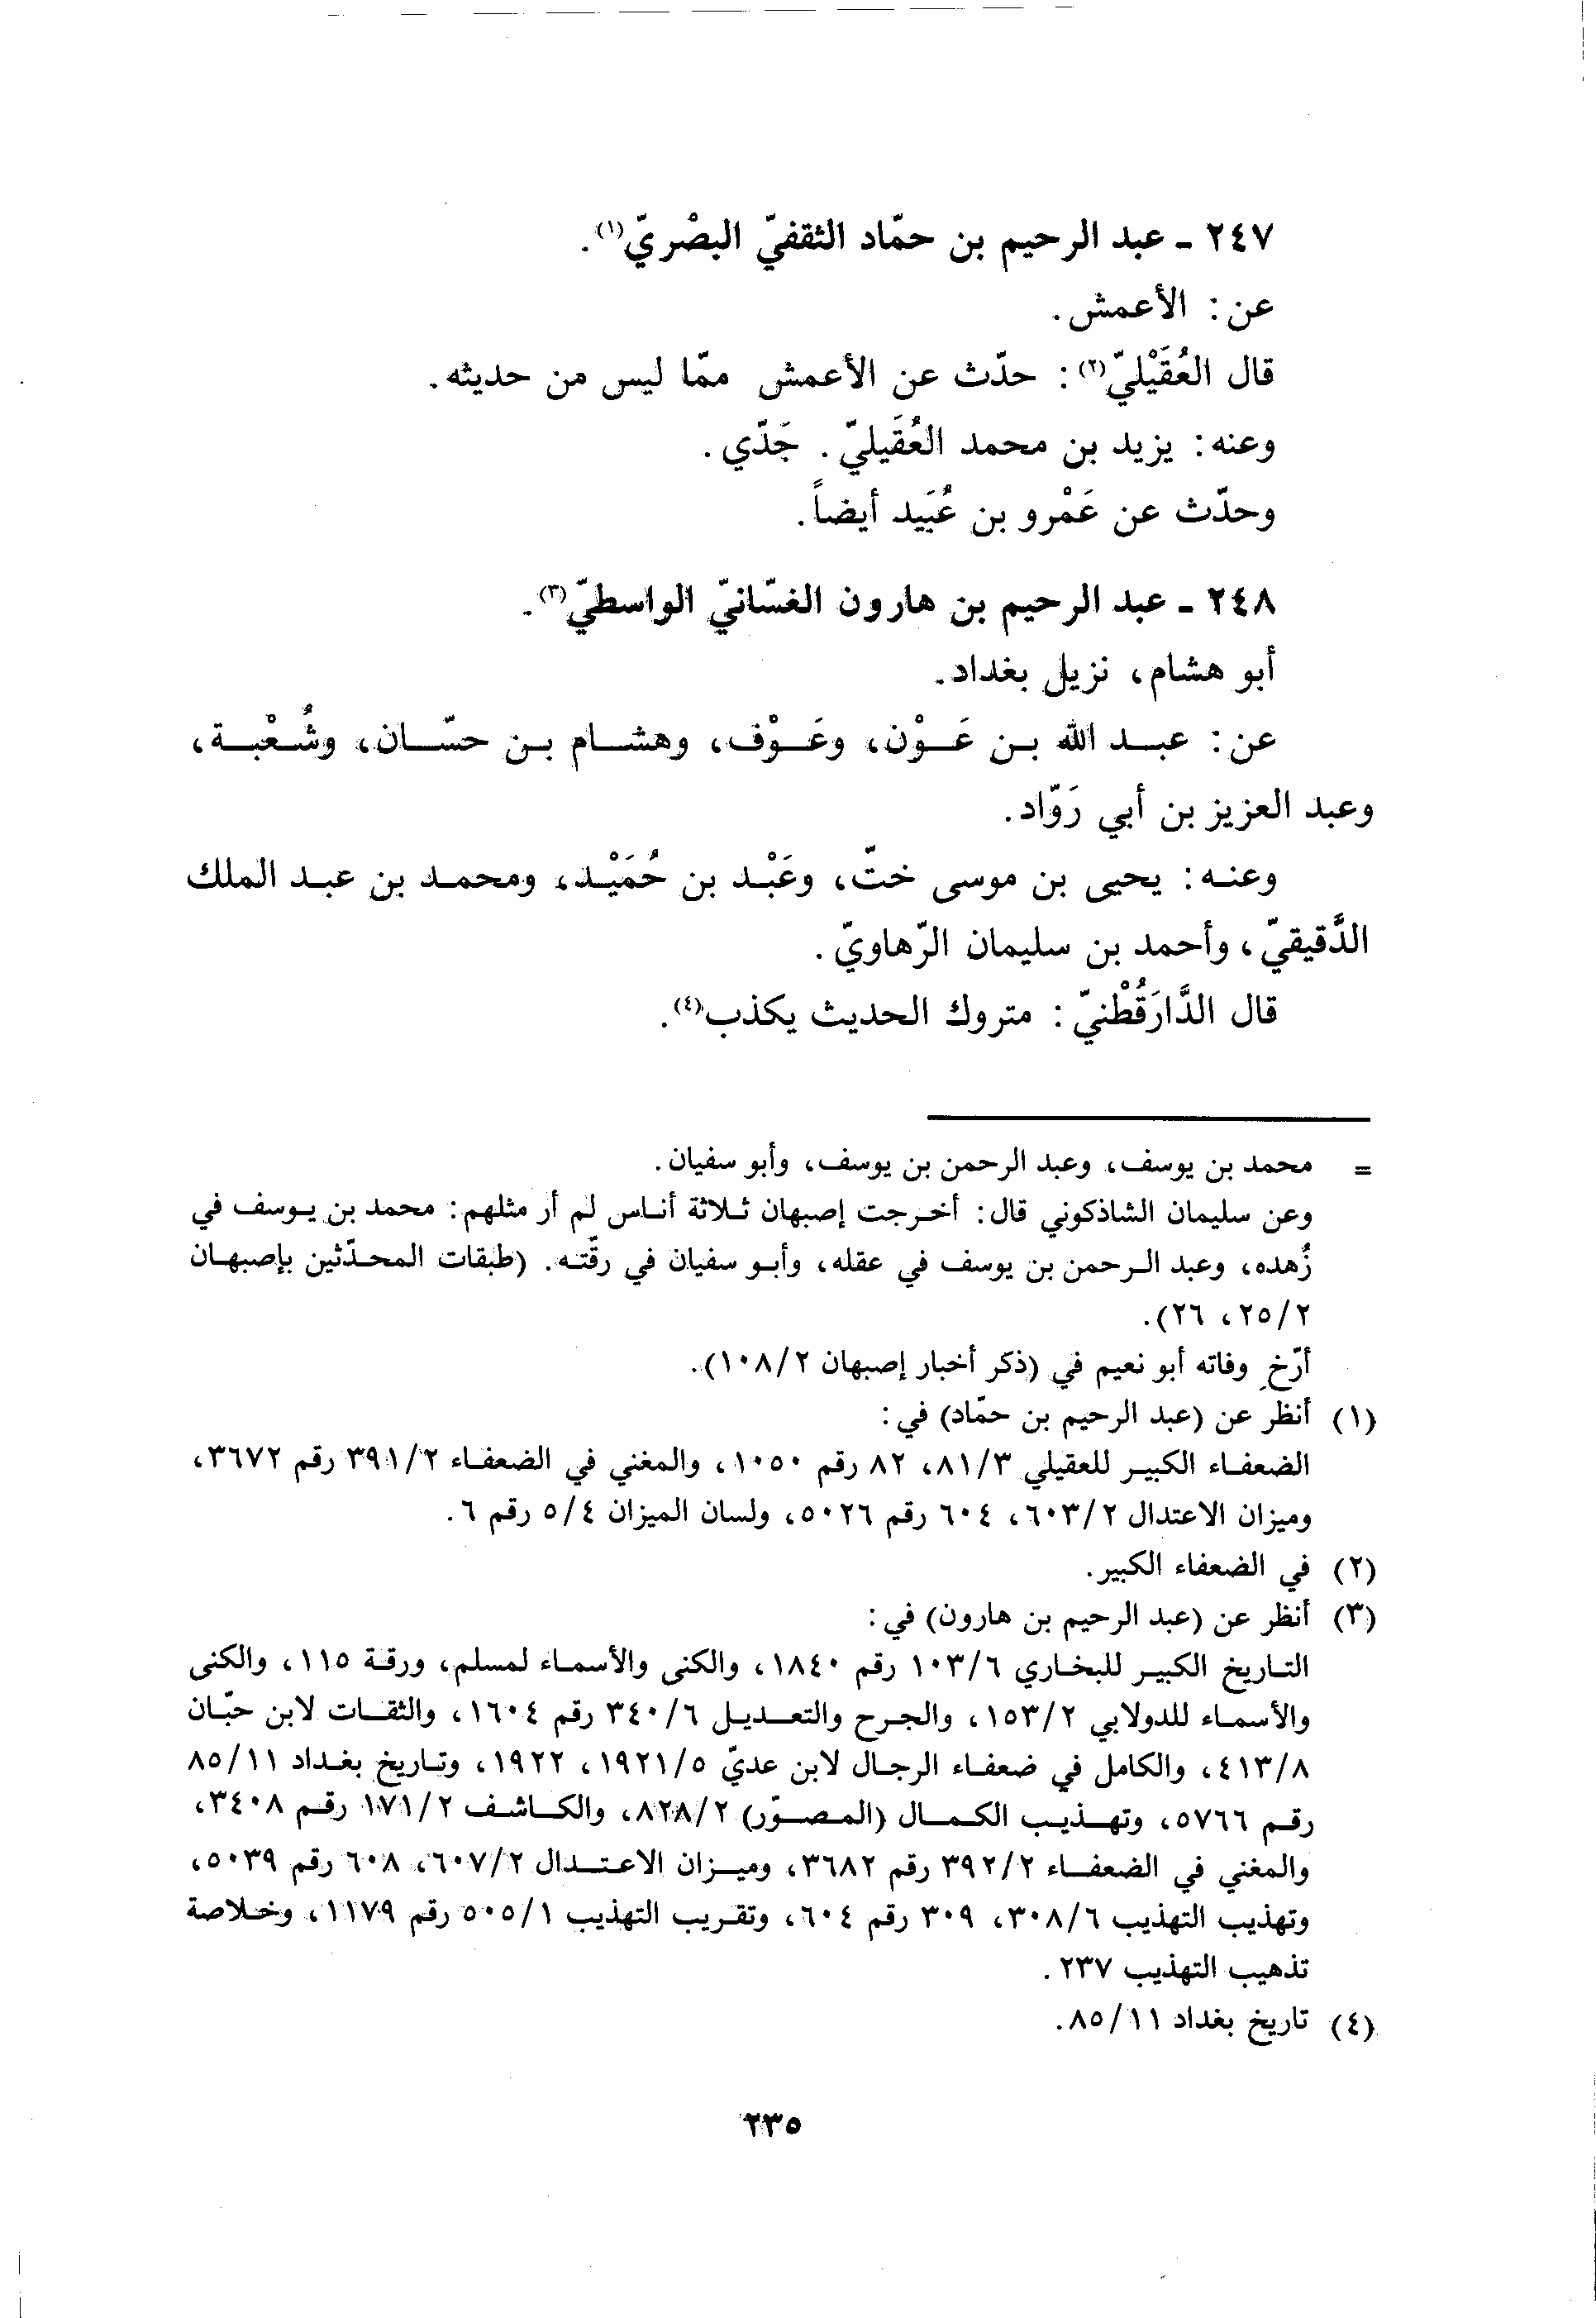 ٢٤٧ - عبد الرحيم بن حمّاد الثقفيّ البصْريّ(١).
عن: الأعمش.
قال العُقَيْليّ(٢): حدّث عن الأعمش ممّا ليس من حديثه.
وعنه: يزيد بن محمد العُقَيليّ. جَدّي.
وحدّث عن عَمْرو بن عُبَيد أيضاً.
٢٤٨ - عبد الرحيم بن هارون الغسّانيّ الواسطيّ(٣).
أبو هشام، نزيل بغداد.
عن: عبد الله بن عَوْن، وعَوْف، وهشام بن حسّان، وشُعْبة،
وعبد العزيز بن أبي رَوّاد.
وعنه: يحيى بن موسى ختّ، وعَبْد بن حُمَيْد، ومحمد بن عبد الملك
الدَّقيقيّ، وأحمد بن سليمان الرّهاويّ.
قال الدَّارَقُطْنيّ: متروك الحديث يكذب(٤).
= محمد بن يوسف، وعبد الرحمن بن يوسف، وأبو سفيان.
وعن سليمان الشاذكوني قال: أخرجت إصبهان ثلاثة أناس لم أر مثلهم: محمد بن يوسف في
زُهده، وعبد الرحمن بن يوسف في عقله، وأبو سفيان في رقّته. (طبقات المحدّثين بإصبهان
٢٥/٢، ٢٦).
أرّخ وفاته أبو نعيم في (ذكر أخبار إصبهان ١٠٨/٢).
(١) أنظر عن (عبد الرحيم بن حمّاد) في:
الضعفاء الكبير للعقيلي ٨١/٣، ٨٢ رقم ١٠٥٠، والمغني في الضعفاء ٣٩١/٢ رقم ٣٦٧٢،
وميزان الاعتدال ٦٠٣/٢، ٦٠٤ رقم ٥٠٢٦، ولسان الميزان ٥/٤ رقم ٦.
(٢) في الضعفاء الكبير.
(٣) أنظر عن (عبد الرحيم بن هارون) في:
التاريخ الكبير للبخاري ١٠٣/٦ رقم ١٨٤٠، والكنى والأسماء لمسلم، ورقة ١١٥، والكنى
والأسماء للدولابي ١٥٣/٢، والجرح والتعديل ٣٤٠/٦ رقم ١٦٠٤، والثقات لابن حبّان
٤١٣/٨، والكامل في ضعفاء الرجال لابن عديّ ١٩٢١/٥، ١٩٢٢، وتاريخ بغداد ٨٥/١١
رقم ٥٧٦٦، وتهذيب الكمال (المصوّر) ٨٢٨/٢، والكاشف ١٧١/٢ رقم ٣٤٠٨،
والمغني في الضعفاء ٣٩٢/٢ رقم ٣٦٨٢، وميزان الاعتدال ٦٠٧/٢، ٦٠٨ رقم ٥٠٣٩،
وتهذيب التهذيب ٣٠٨/٦، ٣٠٩ رقم ٦٠٤، وتقريب التهذيب ٥٠٥/١ رقم ١١٧٩، وخلاصة
تذهيب التهذيب ٢٣٧.
(٤) تاريخ بغداد ٨٥/١١.
٢٣٥